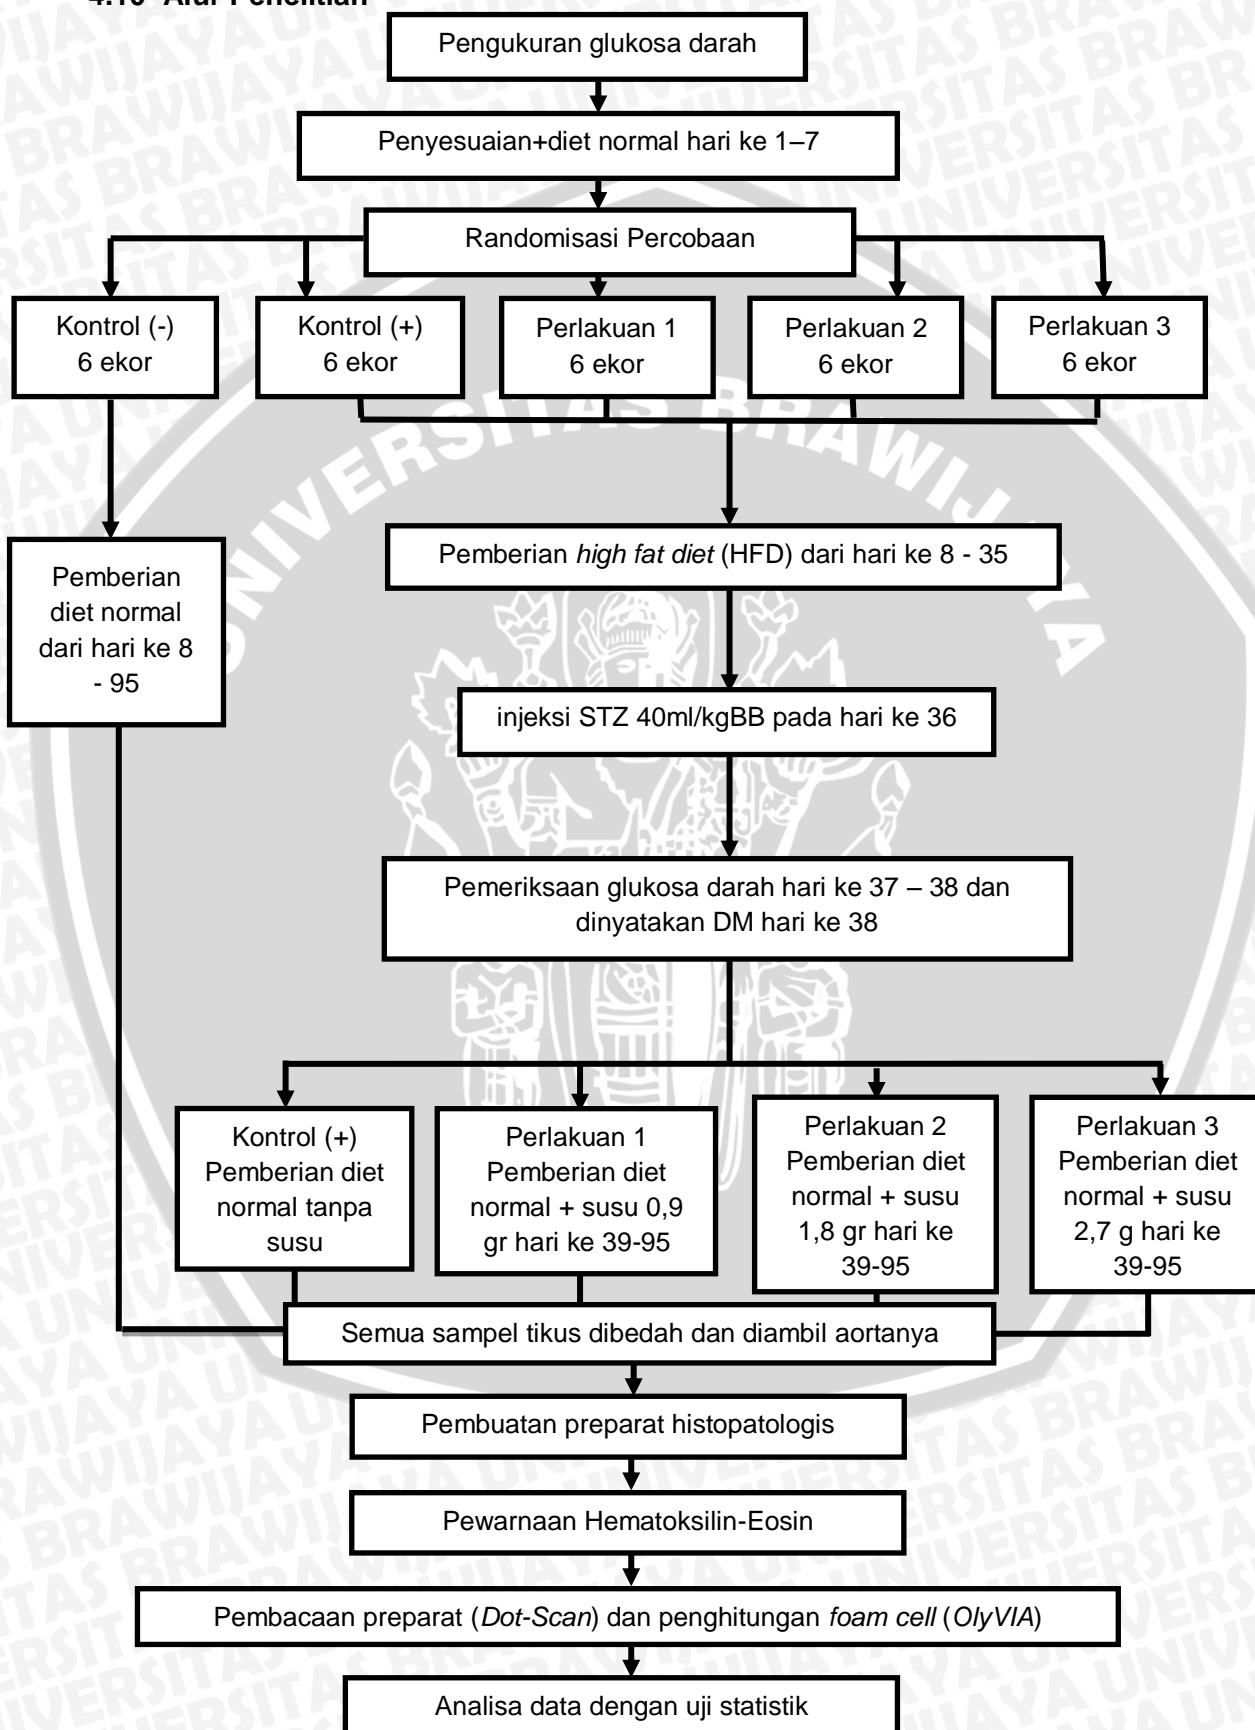 4.10 Alur Penelitian
Pengukuran glukosa darah
Penyesuaian+diet normal hari ke 1–7
Randomisasi Percobaan
Kontrol (-)
6 ekor
Kontrol (+)
6 ekor
Perlakuan 1
6 ekor
Perlakuan 2
6 ekor
Perlakuan 3
6 ekor
UNIVERSITAS BRAWIJAYA
Pemberian
diet normal
dari hari ke 8
- 95
Pemberian high fat diet (HFD) dari hari ke 8 - 35
injeksi STZ 40ml/kgBB pada hari ke 36
Pemeriksaan glukosa darah hari ke 37 – 38 dan
dinyatakan DM hari ke 38
Kontrol (+)
Pemberian diet
normal tanpa
susu
Perlakuan 1
Pemberian diet
normal + susu 0,9
gr hari ke 39-95
Perlakuan 2
Pemberian diet
normal + susu
1,8 gr hari ke
39-95
Perlakuan 3
Pemberian diet
normal + susu
2,7 g hari ke
39-95
Semua sampel tikus dibedah dan diambil aortanya
Pembuatan preparat histopatologis
Pewarnaan Hematoksilin-Eosin
Pembacaan preparat (Dot-Scan) dan penghitungan foam cell (OlyVIA)
Analisa data dengan uji statistik